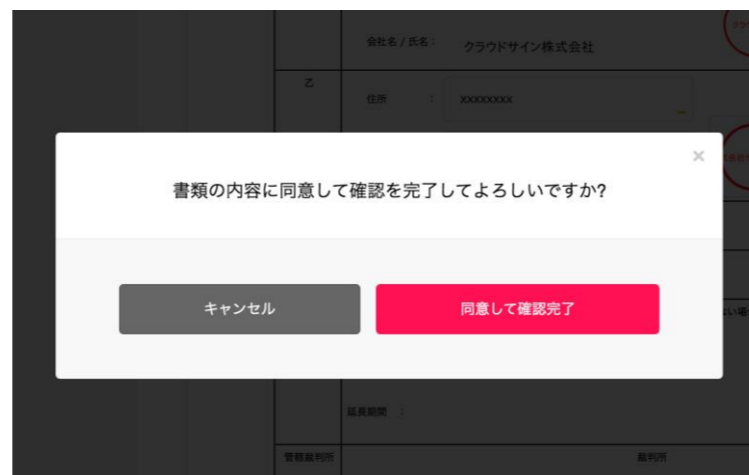 会社名 / 氏名： クラウドサイン株式会社
乙
住所 ： xxxxxxxx
×
書類の内容に同意して確認を完了してよろしいですか?
キャンセル
同意して確認完了
延長期間 ：
管轄裁判所 裁判所